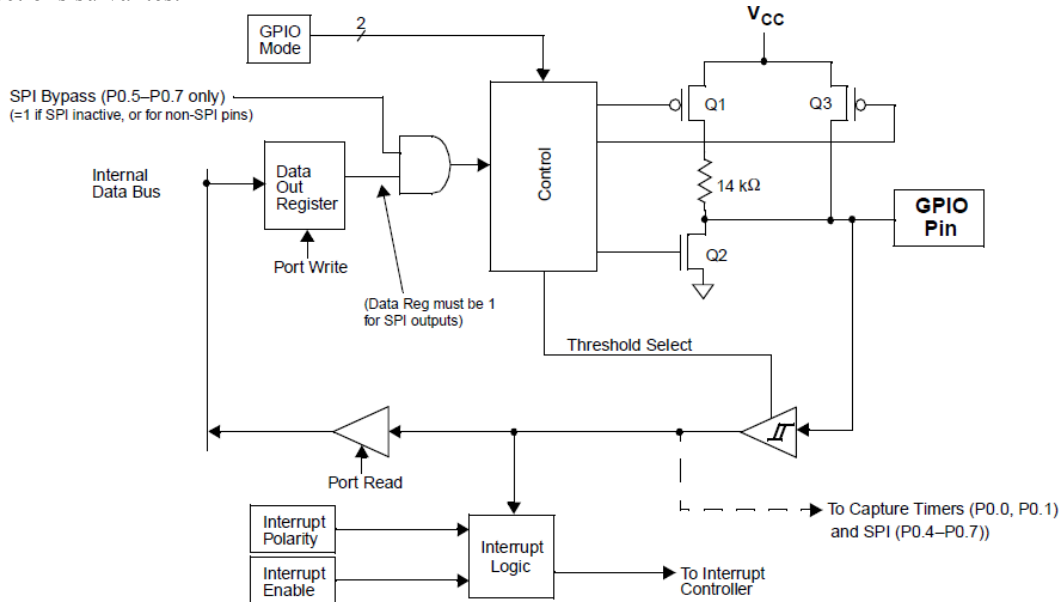 GPIO
Mode
2
VCC
SPI Bypass (P0.5–P0.7 only)
(=1 if SPI inactive, or for non-SPI pins)
Q1
Q3
Internal
Data Bus
Data
Out
Register
Control
14 kΩ
GPIO
Pin
Port Write
Q2
(Data Reg must be 1
for SPI outputs)
Threshold Select
Port Read
To Capture Timers (P0.0, P0.1)
and SPI (P0.4–P0.7))
Interrupt
Polarity
Interrupt
Logic
Interrupt
Enable
To Interrupt
Controller